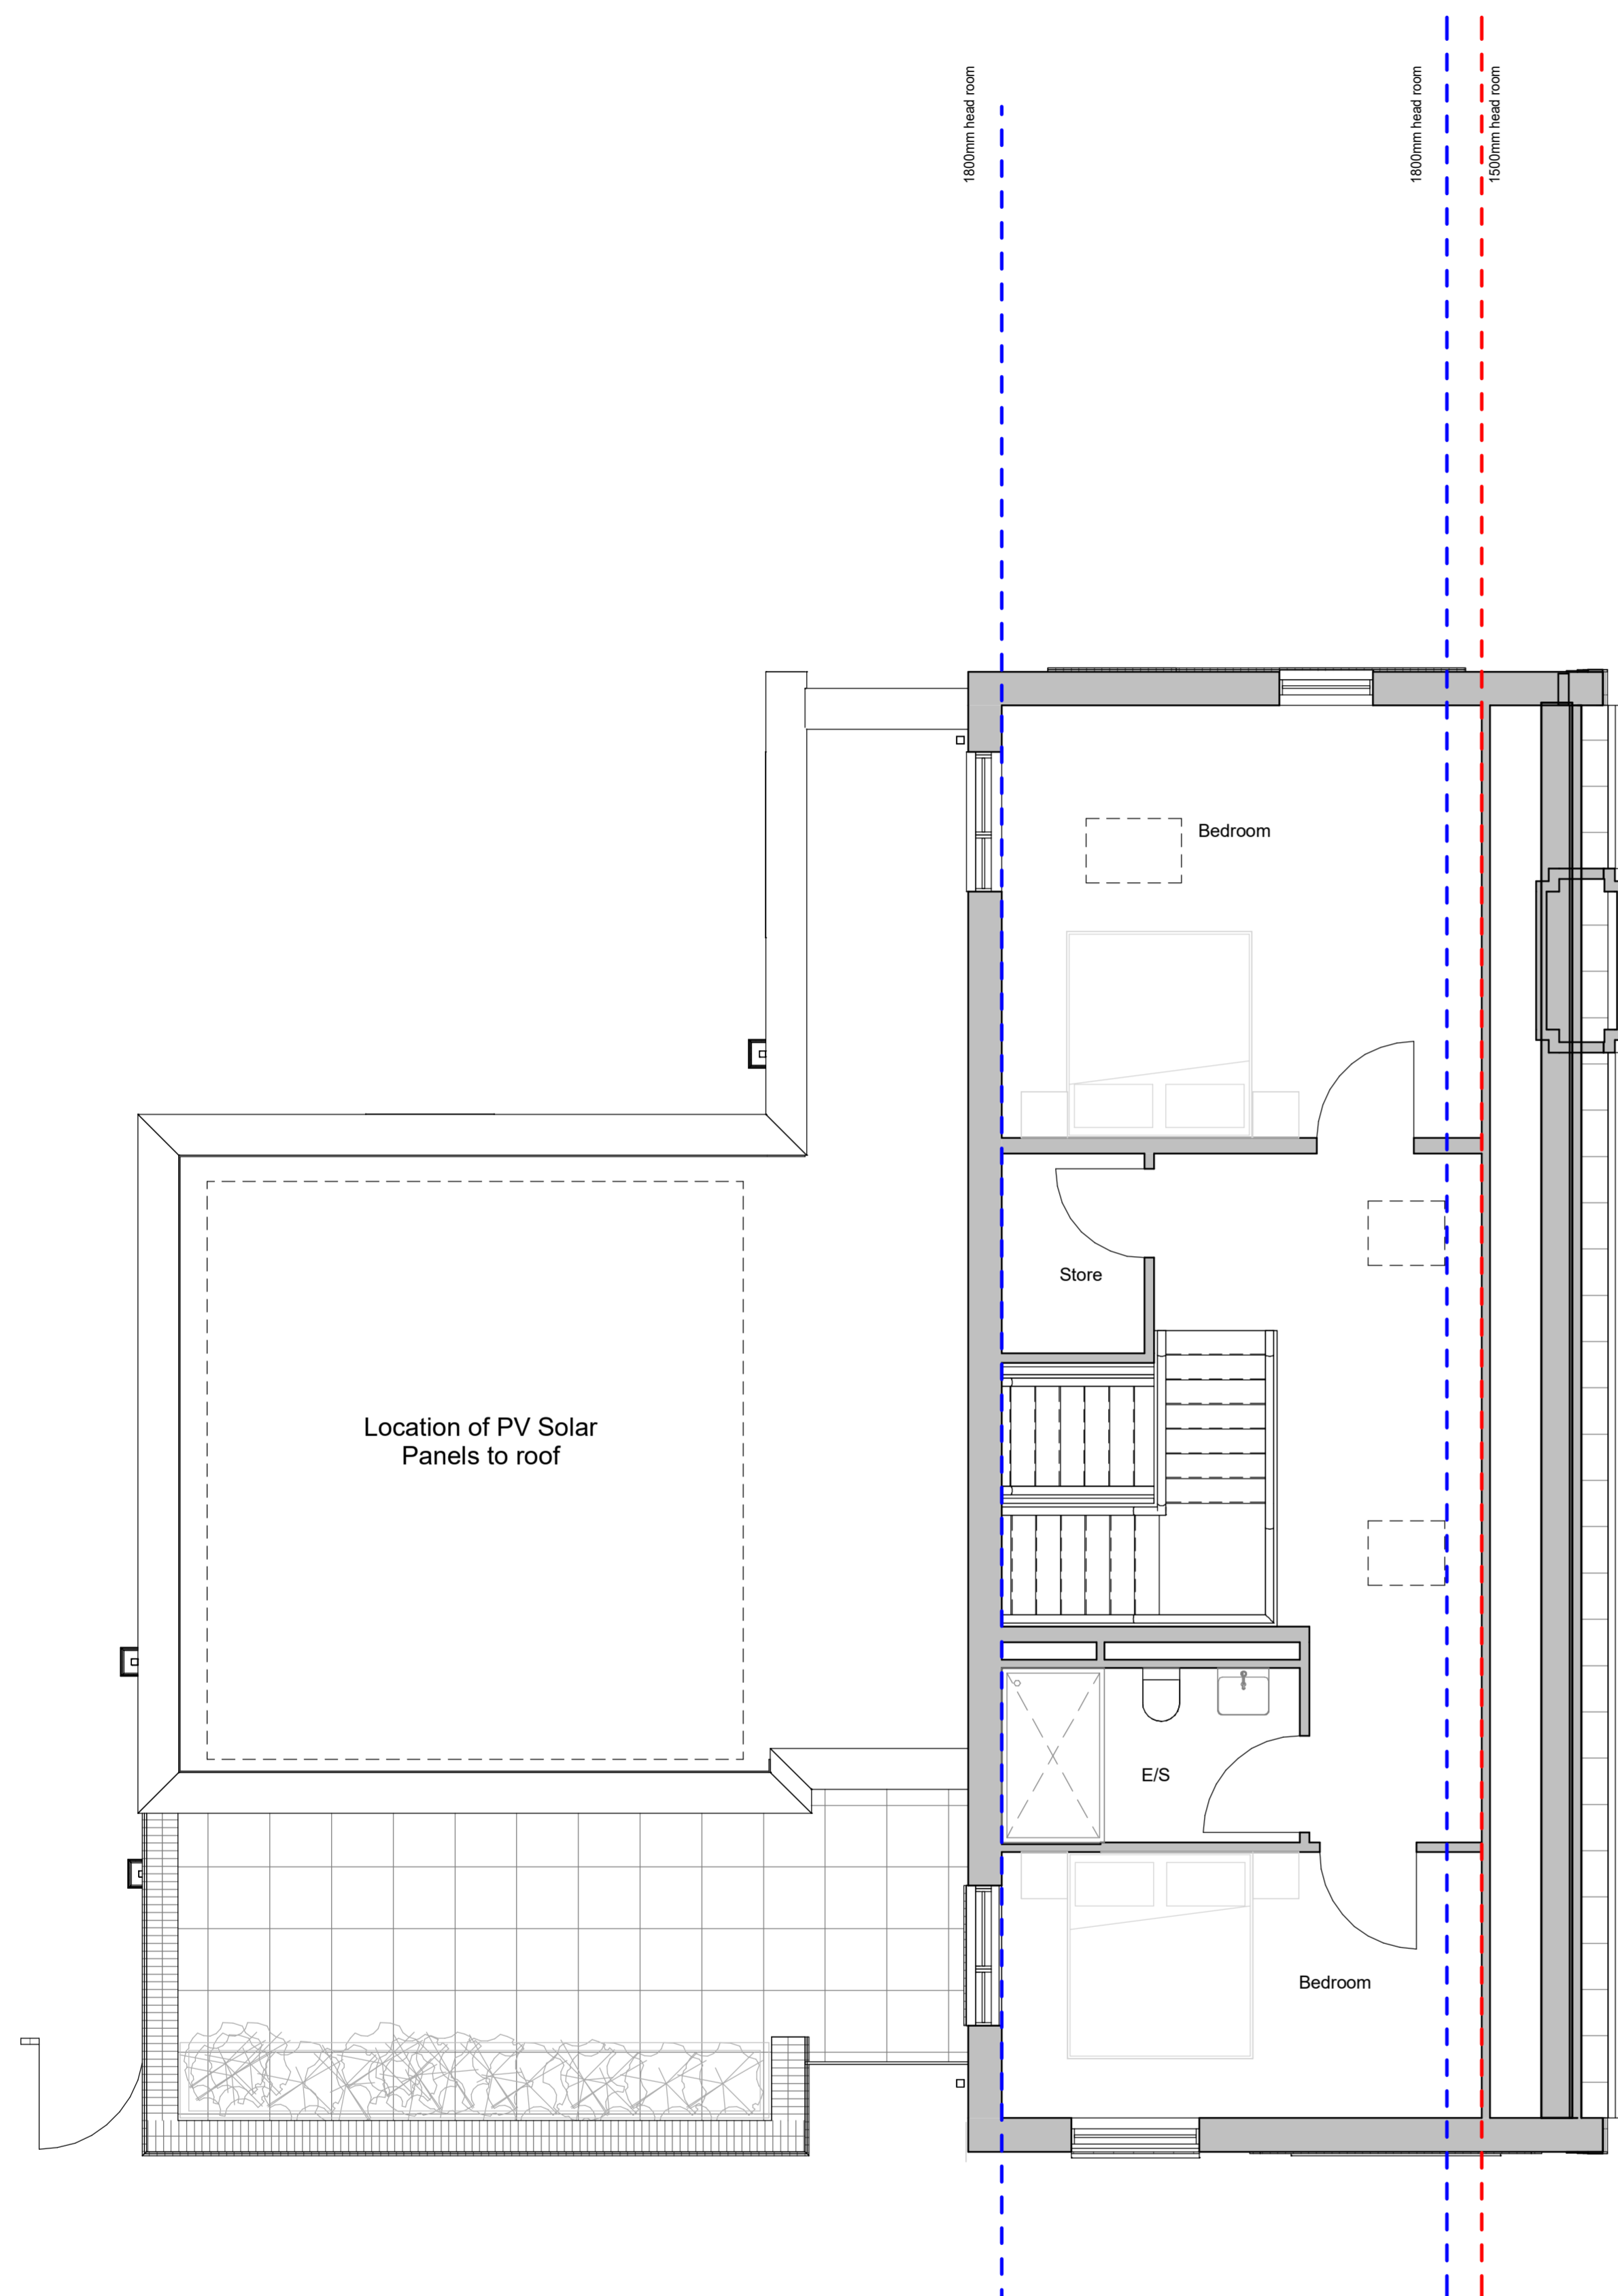 1800mm head room
1800mm head room
1500mm head room
Bedroom
Store
Location of PV Solar
Panels to roof
E/S
Bedroom